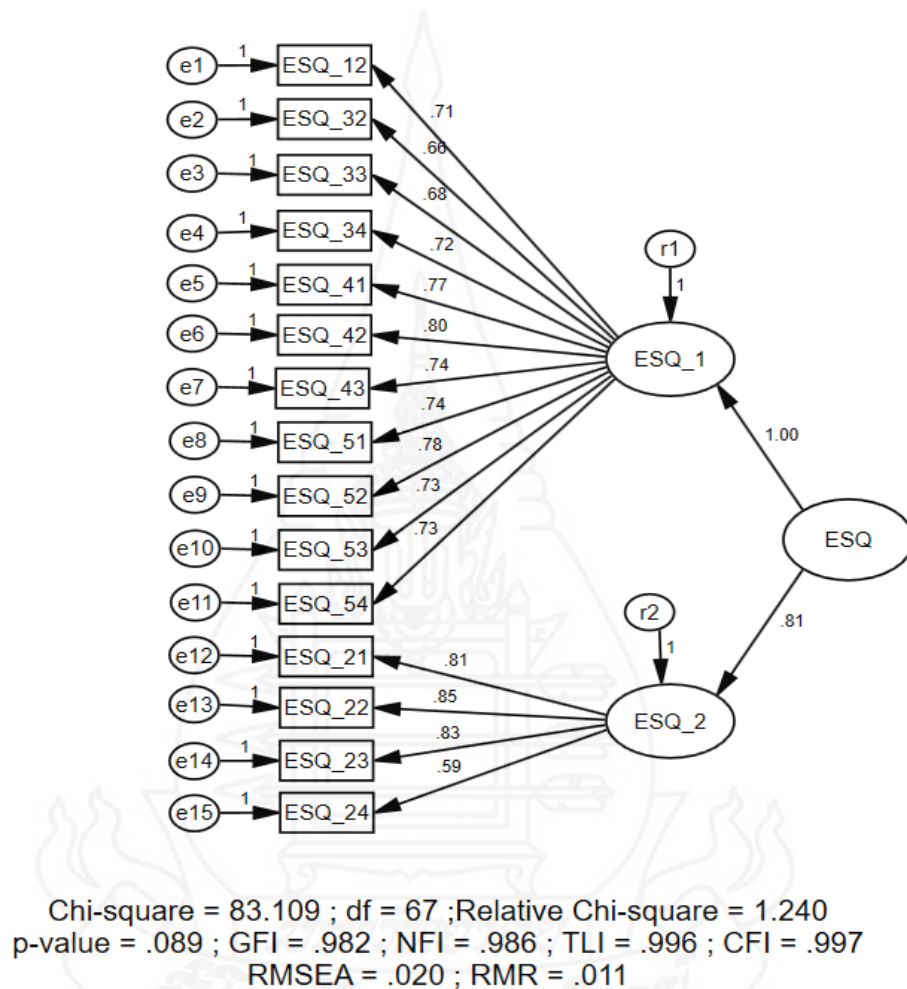 e1 1 ESQ_12
.71
e2 1 ESQ_32
.66
e3 1 ESQ_33
.68
e4 1 ESQ_34
.72
r1
1
e5 1 ESQ_41
.77
e6 1 ESQ_42
.80
ESQ_1
e7 1 ESQ_43
.74
e8 1 ESQ_51
.74
1.00
e9 1 ESQ_52
.78
e10 1 ESQ_53
.73
ESQ
e11 1 ESQ_54
.73
r2
1
.81
e12 1 ESQ_21
.81
e13 1 ESQ_22
.85
ESQ_2
e14 1 ESQ_23
.83
e15 1 ESQ_24
.59
Chi-square = 83.109 ; df = 67 ;Relative Chi-square = 1.240
p-value = .089 ; GFI = .982 ; NFI = .986 ; TLI = .996 ; CFI = .997
RMSEA = .020 ; RMR = .011